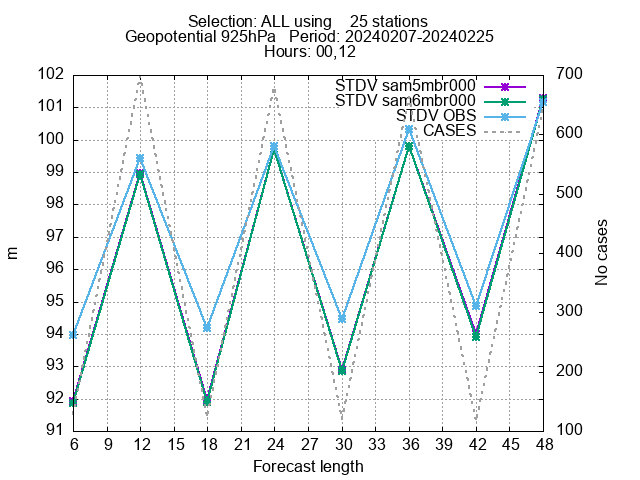 Selection: ALL using    25 stations
Geopotential 925hPa   Period: 20240207-20240225
Hours: 00,12
STDV sam5mbr000
STDV sam6mbr000
STDV OBS
CASES
102
101
100
99
98
97
96
95
94
93
92
91
m
700
600
500
400
300
200
100
No cases
6 9 12 15 18 21 24 27 30 33 36 39 42 45 48
Forecast length